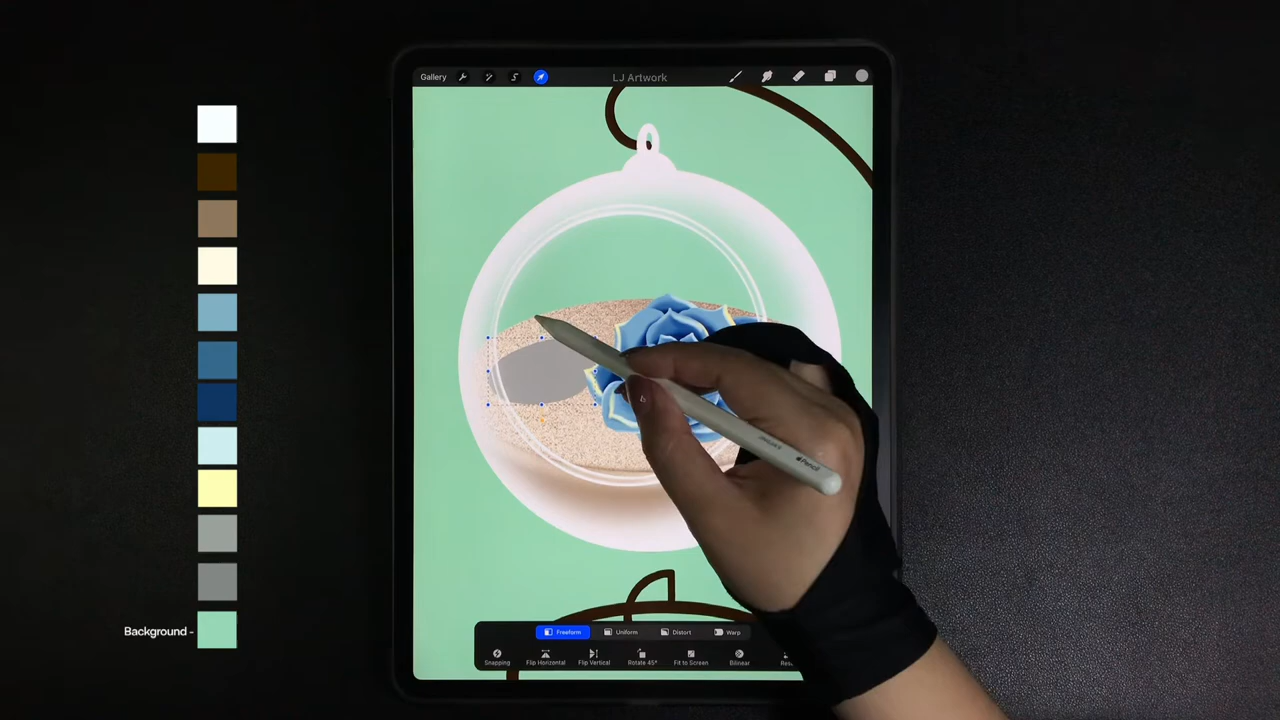 Gallery
LJ Artwork
Pencil
Background -
Freeform
Uniform
Distort
Warp
Snapping
Flip Horizontal
Flip Vertical
Rotate 45°
Fit to Screen
Bilinear